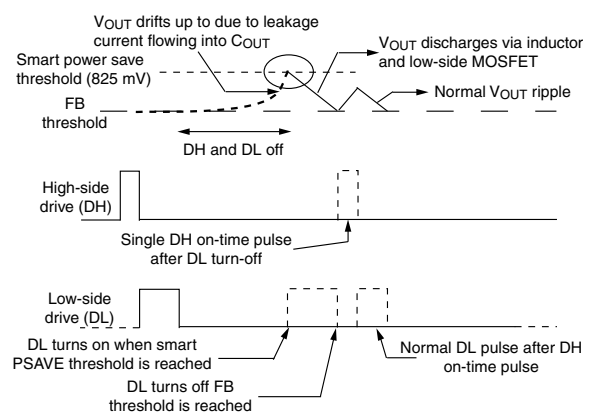 VOUT drifts up to due to leakage
current flowing into COUT
Smart power save
threshold (825 mV)
FB
threshold
VOUT discharges via inductor
and low-side MOSFET
Normal VOUT ripple
DH and DL off
High-side
drive (DH)
Single DH on-time pulse
after DL turn-off
Low-side
drive (DL)
DL turns on when smart
PSAVE threshold is reached
DL turns off FB
threshold is reached
Normal DL pulse after DH
on-time pulse